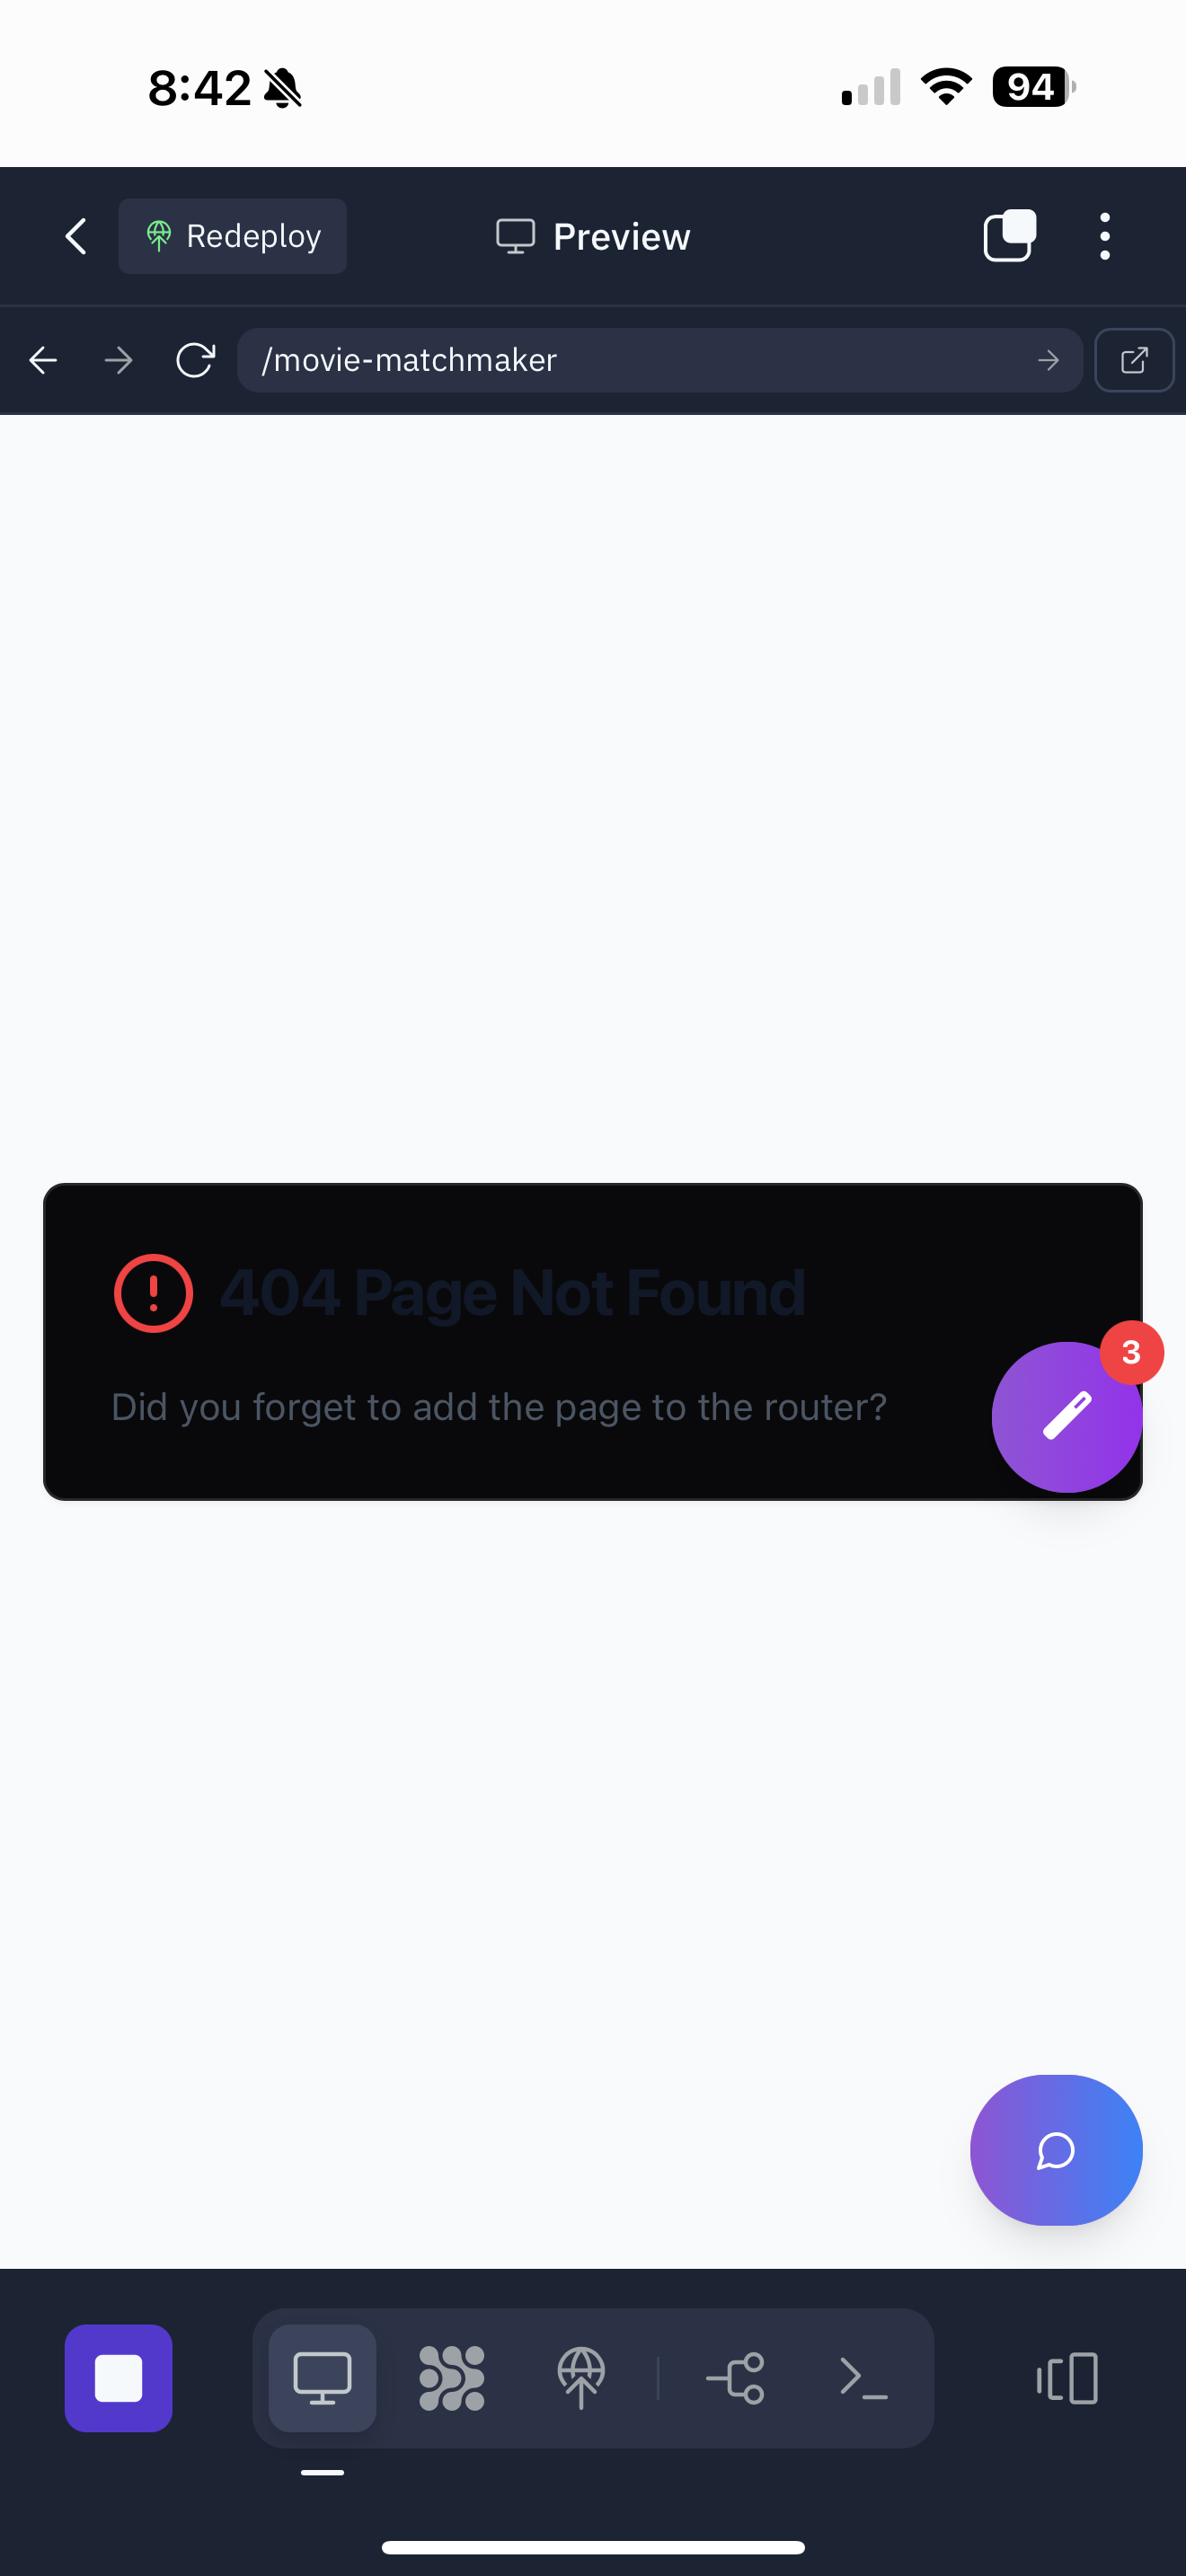 8:42
94
Redeploy
Preview
/movie-matchmaker
404 Page Not Found
3
Did you forget to add the page to the router?